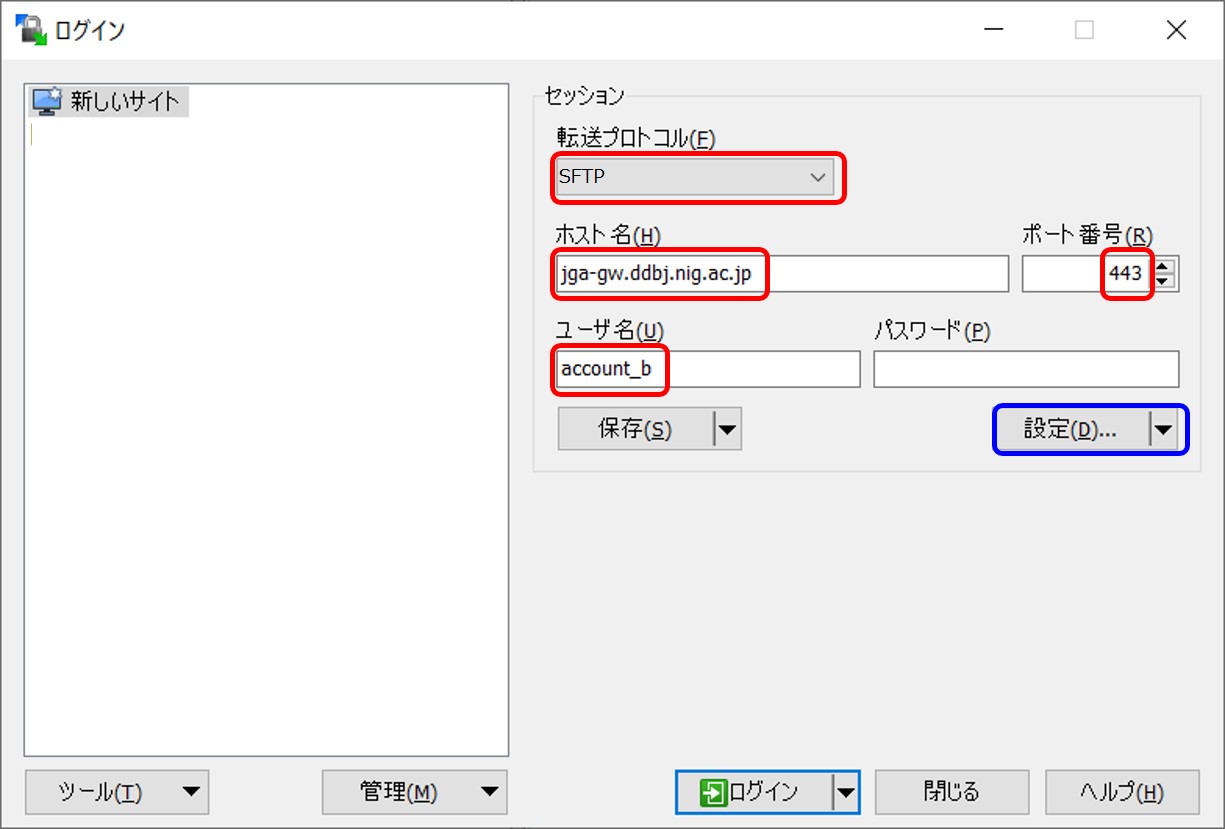 ログイン
新しいサイト
セッション
転送プロトコル(F)
SFTP
ホスト名(H)
ポート番号(R)
jga-gw.ddbj.nig.ac.jp
443
ユーザ名(U)
パスワード(P)
account_b
保存(S)
設定(D)...
ツール(T)
管理(M)
ログイン
閉じる
ヘルプ(H)